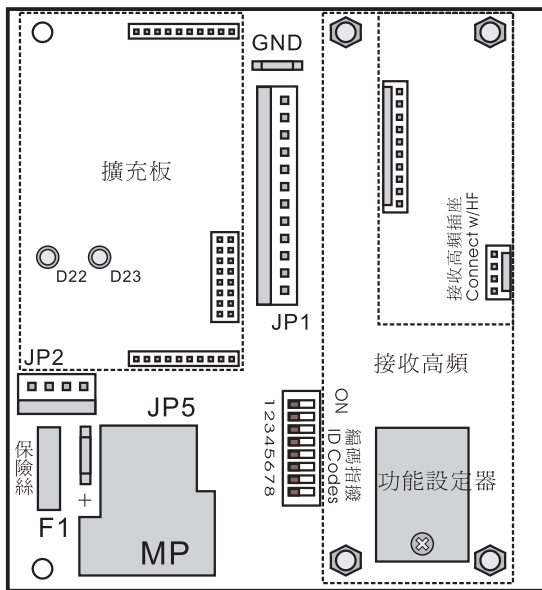 GND
擴充板
D22
D23
接收高頻插座
Connect w/HF
JP1
JP2
接收高頻
JP5
ON
12345678
編碼指撥
ID Codes
保險絲
功能設定器
+
F1
MP